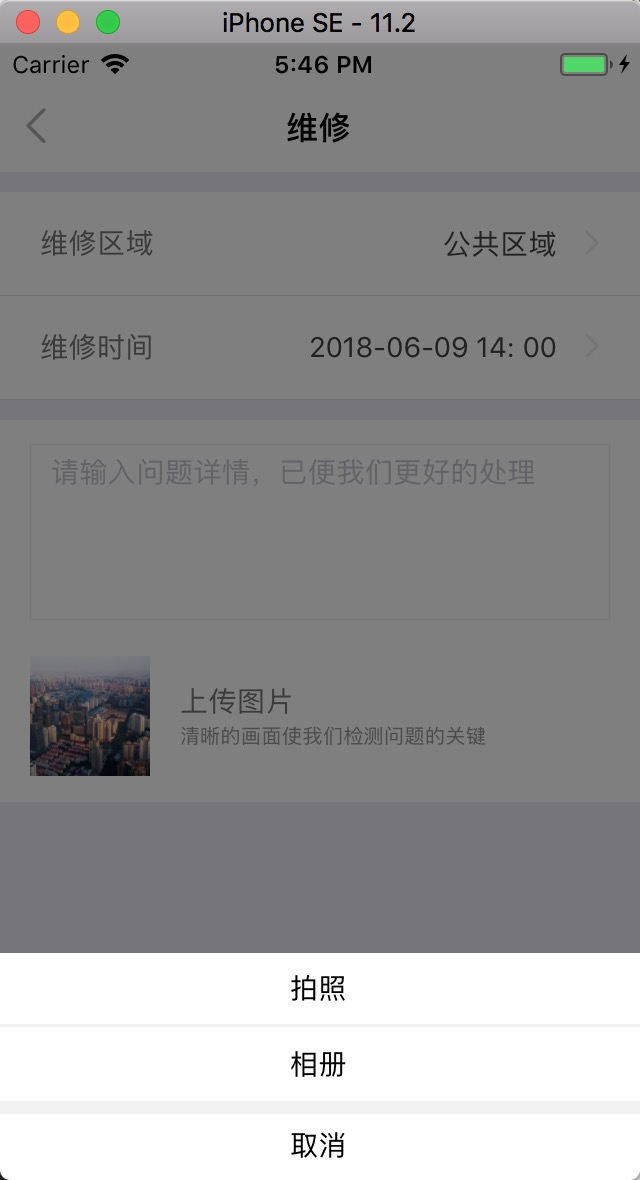 iPhone SE - 11.2
Carrier 5:46 PM
维修
维修区域 公共区域
维修时间 2018-06-09 14: 00
请输入问题详情，已便我们更好的处理
上传图片
清晰的画面使我们检测问题的关键
拍照
相册
取消